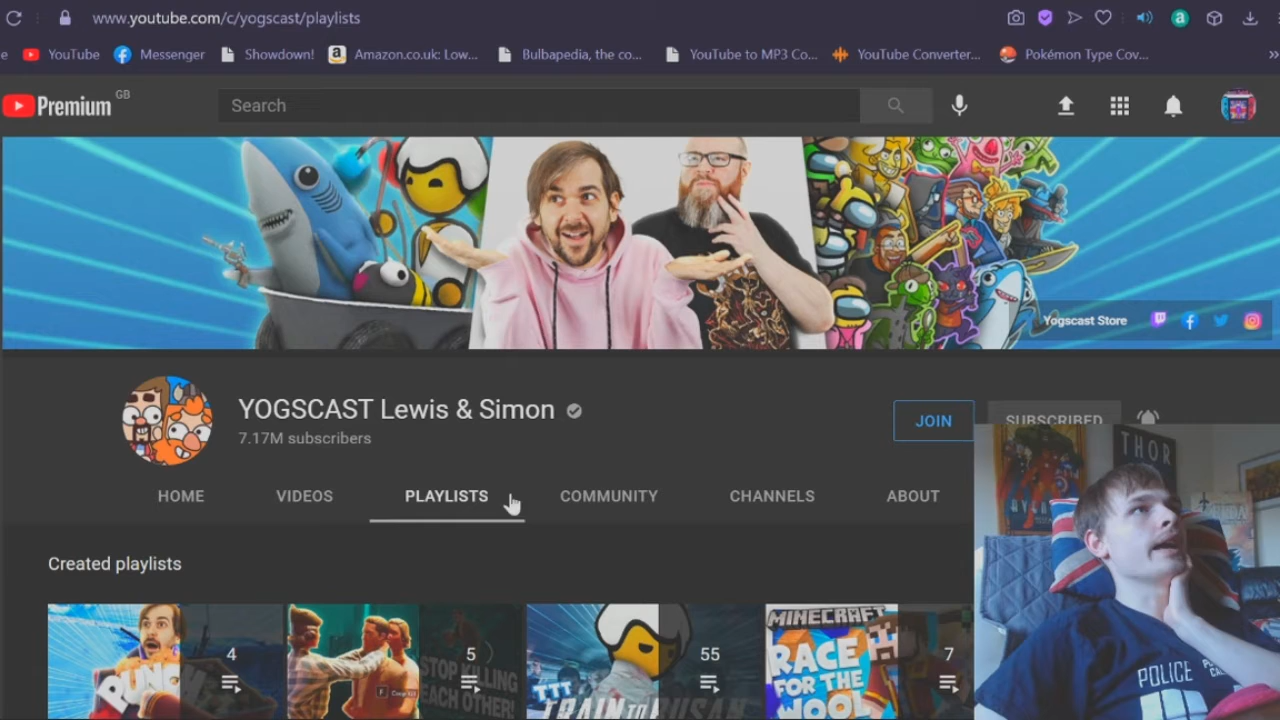 www.youtube.com/c/yogscast/playlists
e YouTube Messenger Showdown! Amazon.co.uk: Low... Bulbapedia, the co... YouTube to MP3 Co... YouTube Converter... Pokémon Type Cov... »
Premium GB
Search
Yogscast Store
YOGSCAST Lewis & Simon
7.17M subscribers
JOIN
SUBSCRIBED
HOME VIDEOS PLAYLISTS COMMUNITY CHANNELS ABOUT
Created playlists
PUNCH
4
STOP KILLING
EACH OTHER!
5
TTT
TRAIN TO BUSAN
55
MINECRAFT
RACE
FOR THE
WOOL
7
THOR
POLICE